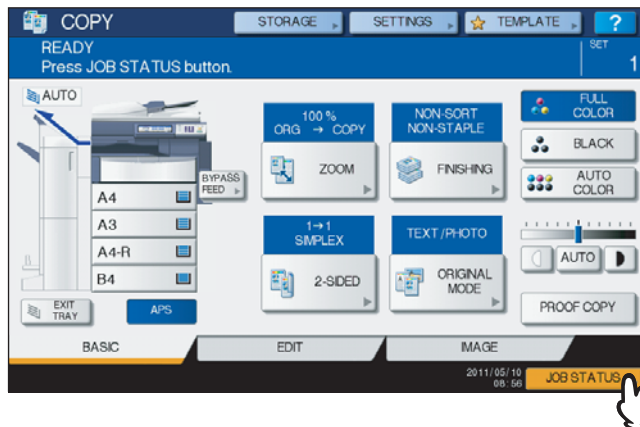 COPY
STORAGE
SETTINGS
TEMPLATE
?
READY
Press JOB STATUS button.
SET
1
AUTO
100 %
ORG → COPY
ZOOM
NON-SORT
NON-STAPLE
FINISHING
FULL
COLOR
BLACK
AUTO
COLOR
BYPASS
FEED
A4
A3
A4-R
B4
1→1
SIMPLEX
2-SIDED
TEXT/PHOTO
ORIGINAL
MODE
AUTO
EXIT
TRAY
APS
PROOF COPY
BASIC
EDIT
IMAGE
2011/05/10
08:56
JOB STATUS